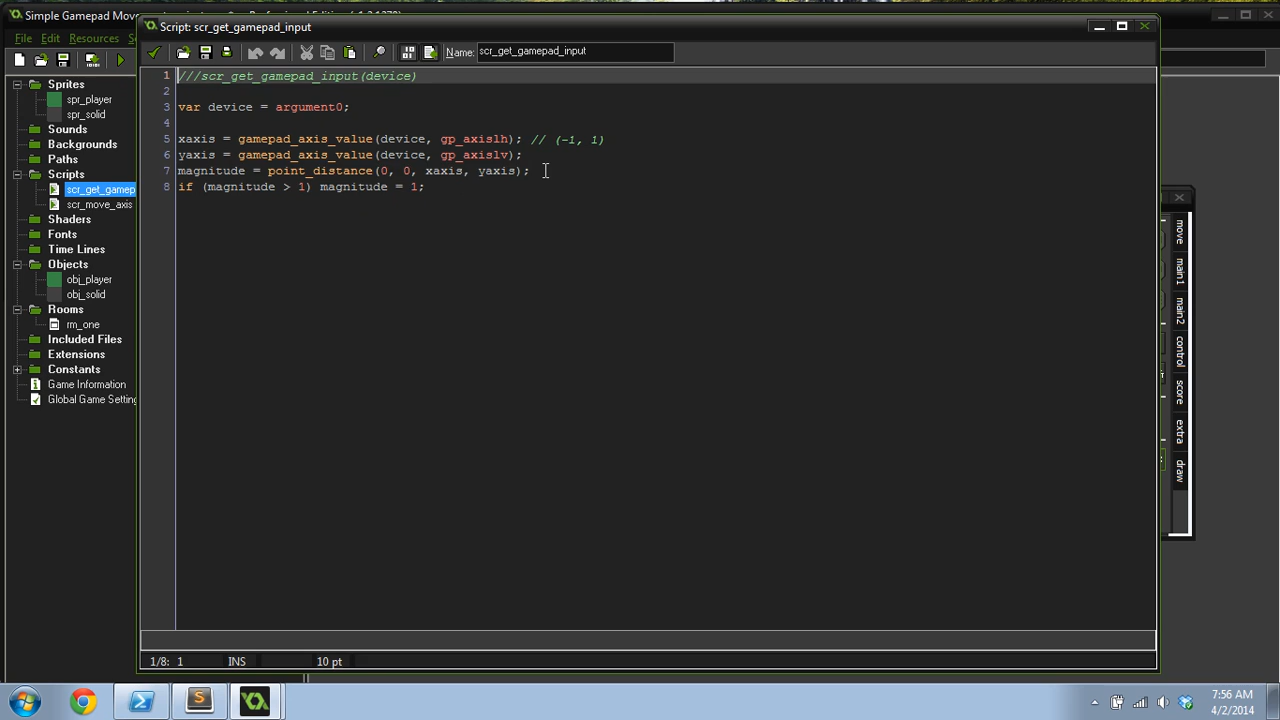 Simple Gamepad Mov
File Edit Resources
Script: scr_get_gamepad_input
Name: scr_get_gamepad_input
Sprites
spr_player
spr_solid
Sounds
Backgrounds
Paths
Scripts
scr_get_gamep
scr_move_axis
Shaders
Fonts
Time Lines
Objects
obj_player
obj_solid
Rooms
rm_one
Included Files
Extensions
Constants
Game Information
Global Game Setting
1 ///scr_get_gamepad_input(device)
2
3 var device = argument0;
4
5 xaxis = gamepad_axis_value(device, gp_axislh); // (-1, 1)
6 yaxis = gamepad_axis_value(device, gp_axislv);
7 magnitude = point_distance(0, 0, xaxis, yaxis);
8 if (magnitude > 1) magnitude = 1;
move
main1
main2
control
score
extra
draw
1/8: 1 INS 10 pt
7:56 AM
4/2/2014